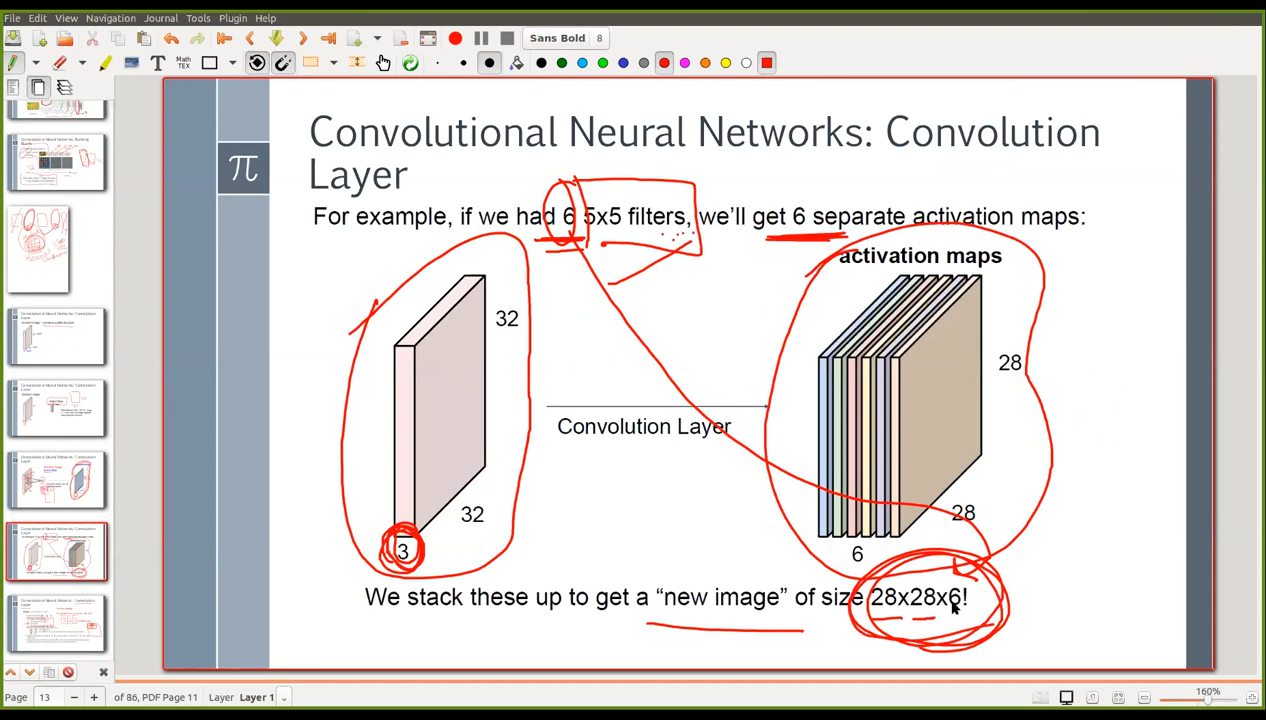 File Edit View Navigation Journal Tools Plugin Help
Sans Bold 8
Math TEX
π
Convolutional Neural Networks: Convolution
Layer
For example, if we had 6 5x5 filters, we'll get 6 separate activation maps:
activation maps
32
28
Convolution Layer
32
28
3
6
We stack these up to get a “new image” of size 28x28x6!
Page 13 of 86, PDF Page 11 Layer Layer 1
160%